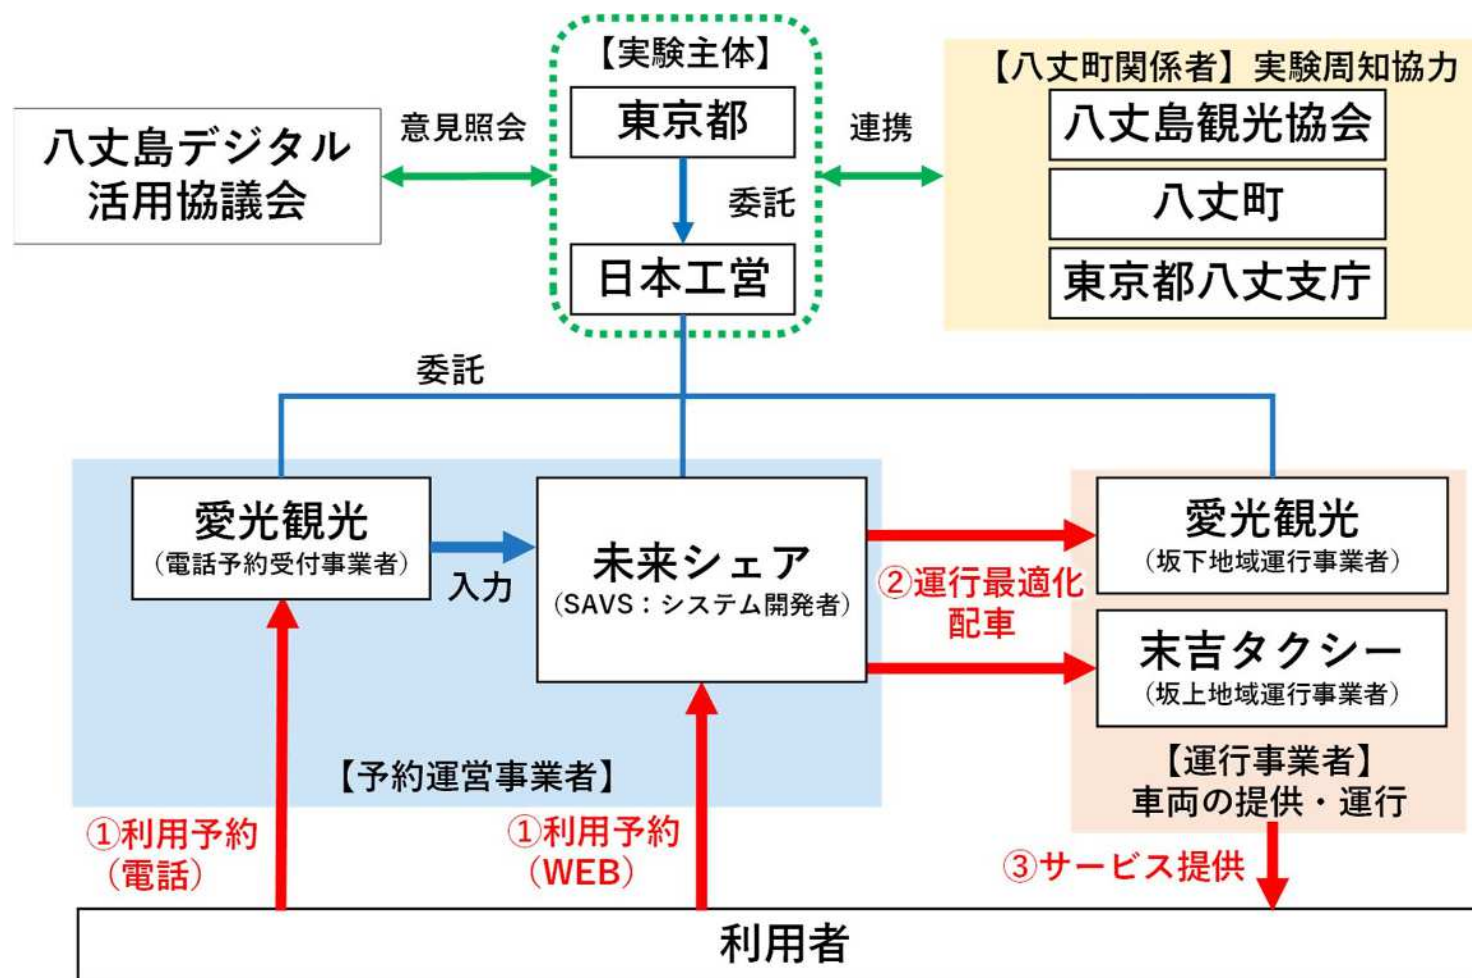 【実験主体】
東京都
委託
日本工営
八丈島デジタル
活用協議会
意見照会
連携
【八丈町関係者】実験周知協力
八丈島観光協会
八丈町
東京都八丈支庁
委託
愛光観光
（電話予約受付事業者）
入力
未来シェア
（SAVS：システム開発者）
②運行最適化
配車
愛光観光
（坂下地域運行事業者）
末吉タクシー
（坂上地域運行事業者）
【予約運営事業者】
【運行事業者】
車両の提供・運行
①利用予約
（電話）
①利用予約
（WEB）
③サービス提供
利用者